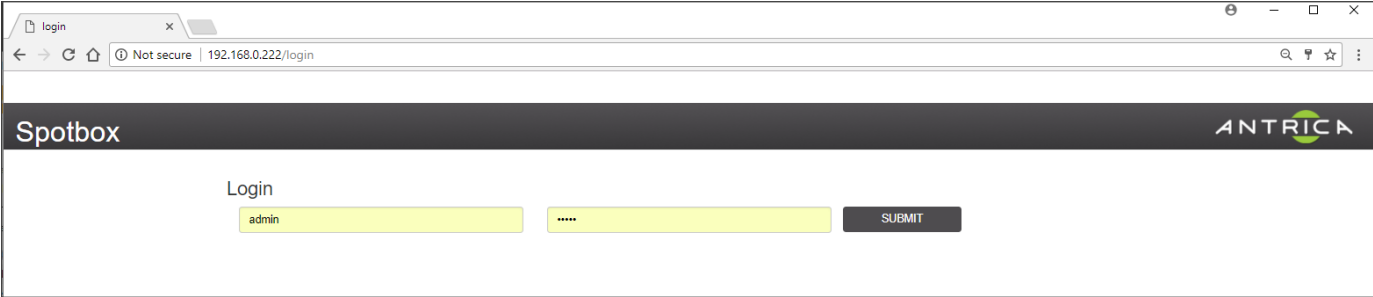 login
Not secure 192.168.0.222/login
Spotbox
ANTRICA
Login
admin
•••••
SUBMIT